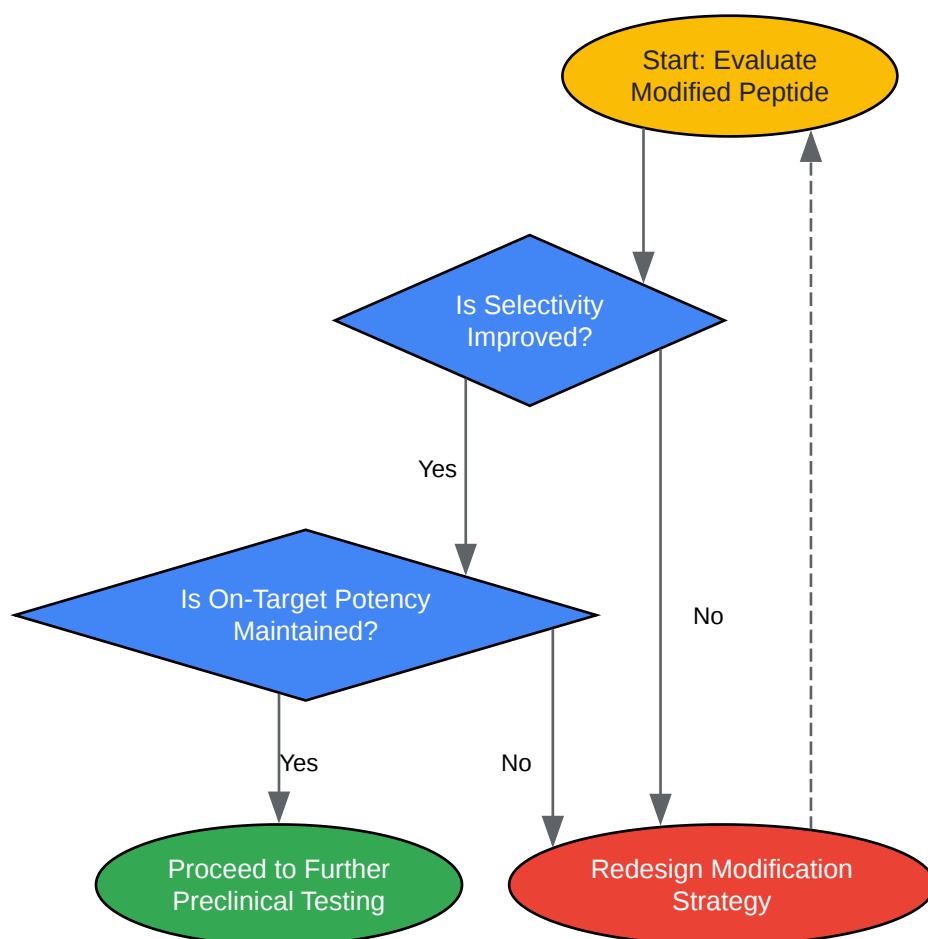 Start: Evaluate
Modified Peptide
Is Selectivity
Improved?
Yes
Is On-Target Potency
Maintained?
No
Yes
No
Proceed to Further
Preclinical Testing
Redesign Modification
Strategy